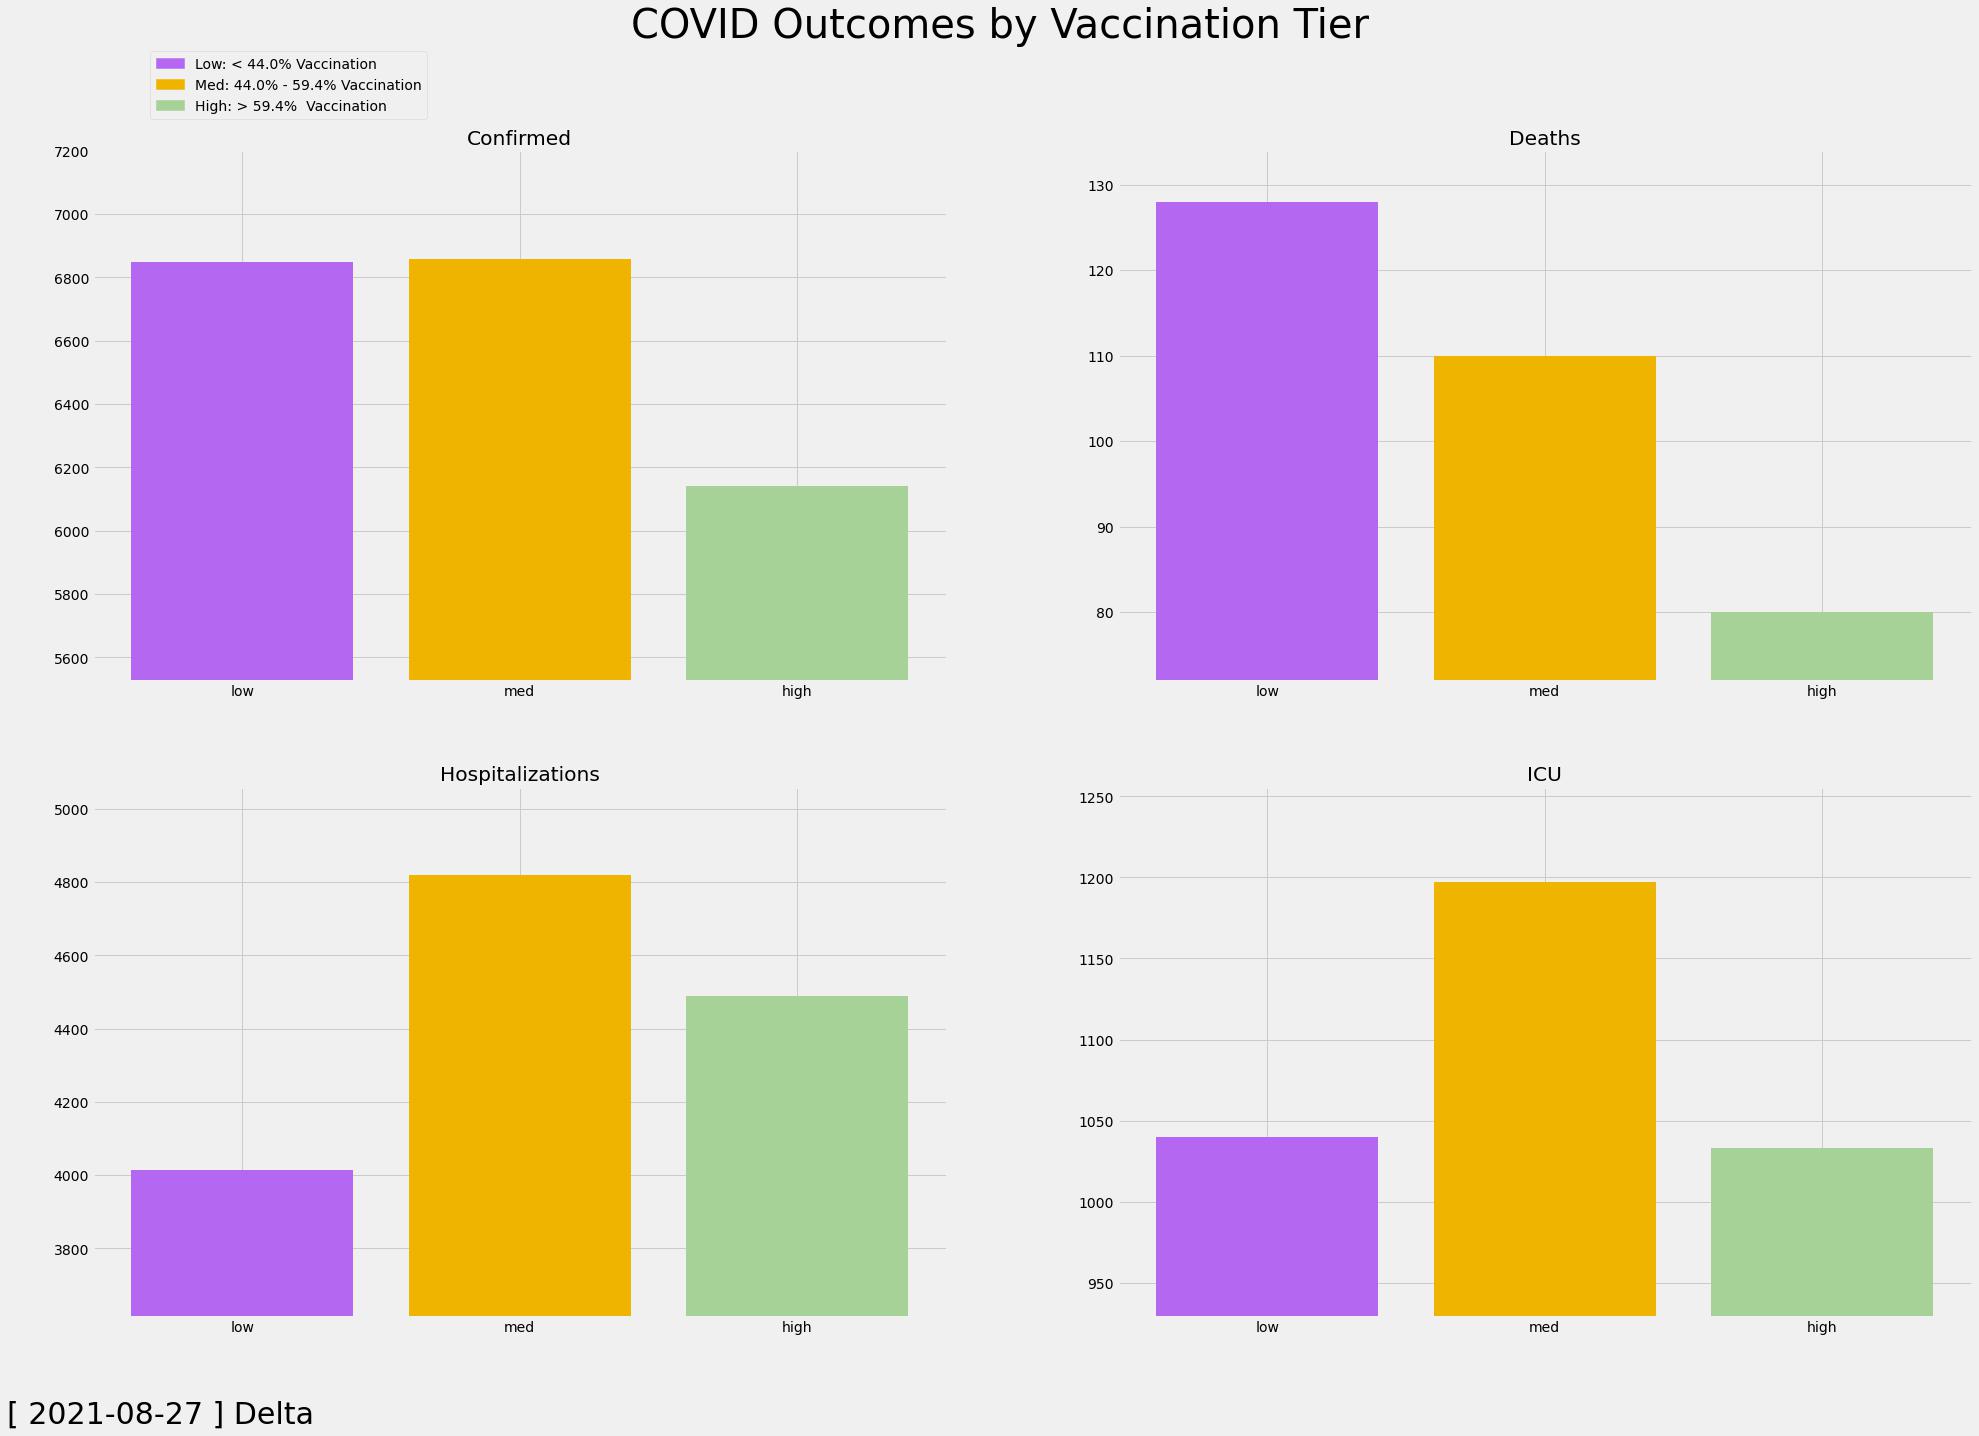 COVID Outcomes by Vaccination Tier
Low: < 44.0% Vaccination
Med: 44.0% - 59.4% Vaccination
High: > 59.4%  Vaccination
Confirmed
7200
7000
6800
6600
6400
6200
6000
5800
5600
low med high
Deaths
130
120
110
100
90
80
low med high
Hospitalizations
5000
4800
4600
4400
4200
4000
3800
low med high
ICU
1250
1200
1150
1100
1050
1000
950
low med high
[ 2021-08-27 ] Delta